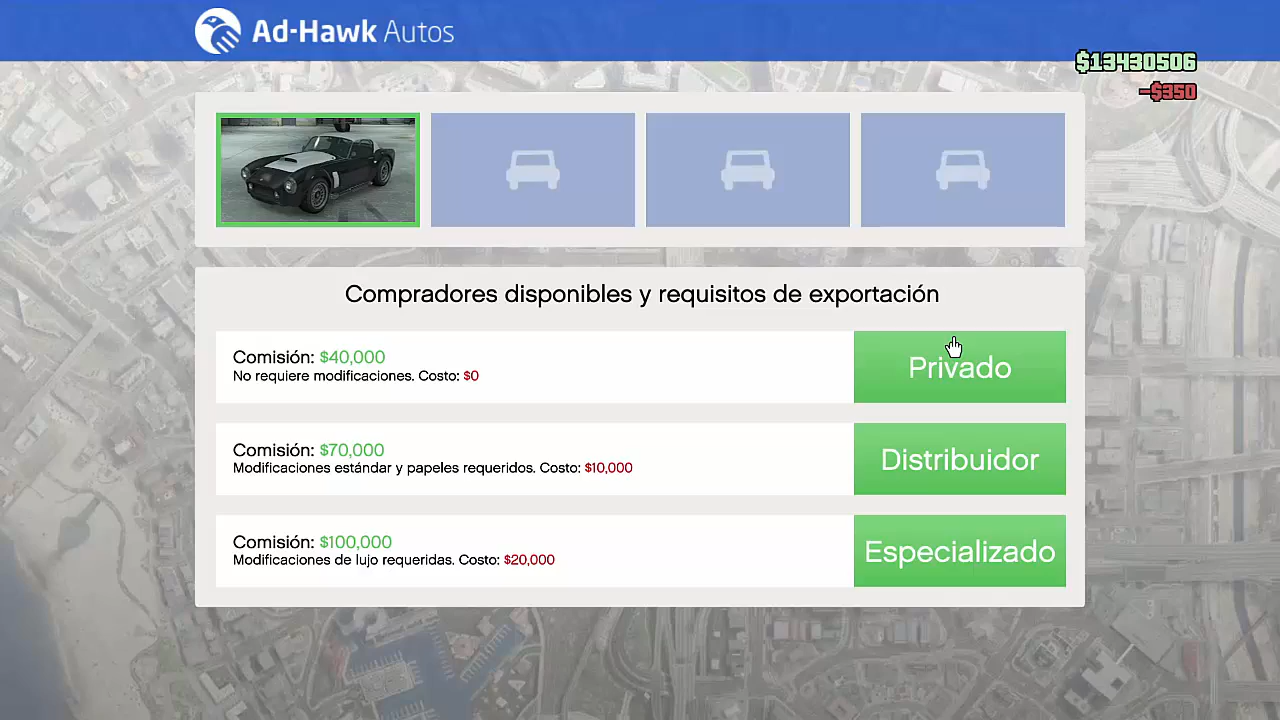 Ad-Hawk Autos
$13430506
-$350
Compradores disponibles y requisitos de exportación
Comisión: $40,000
No requiere modificaciones. Costo: $0
Privado
Comisión: $70,000
Modificaciones estándar y papeles requeridos. Costo: $10,000
Distribuidor
Comisión: $100,000
Modificaciones de lujo requeridas. Costo: $20,000
Especializado